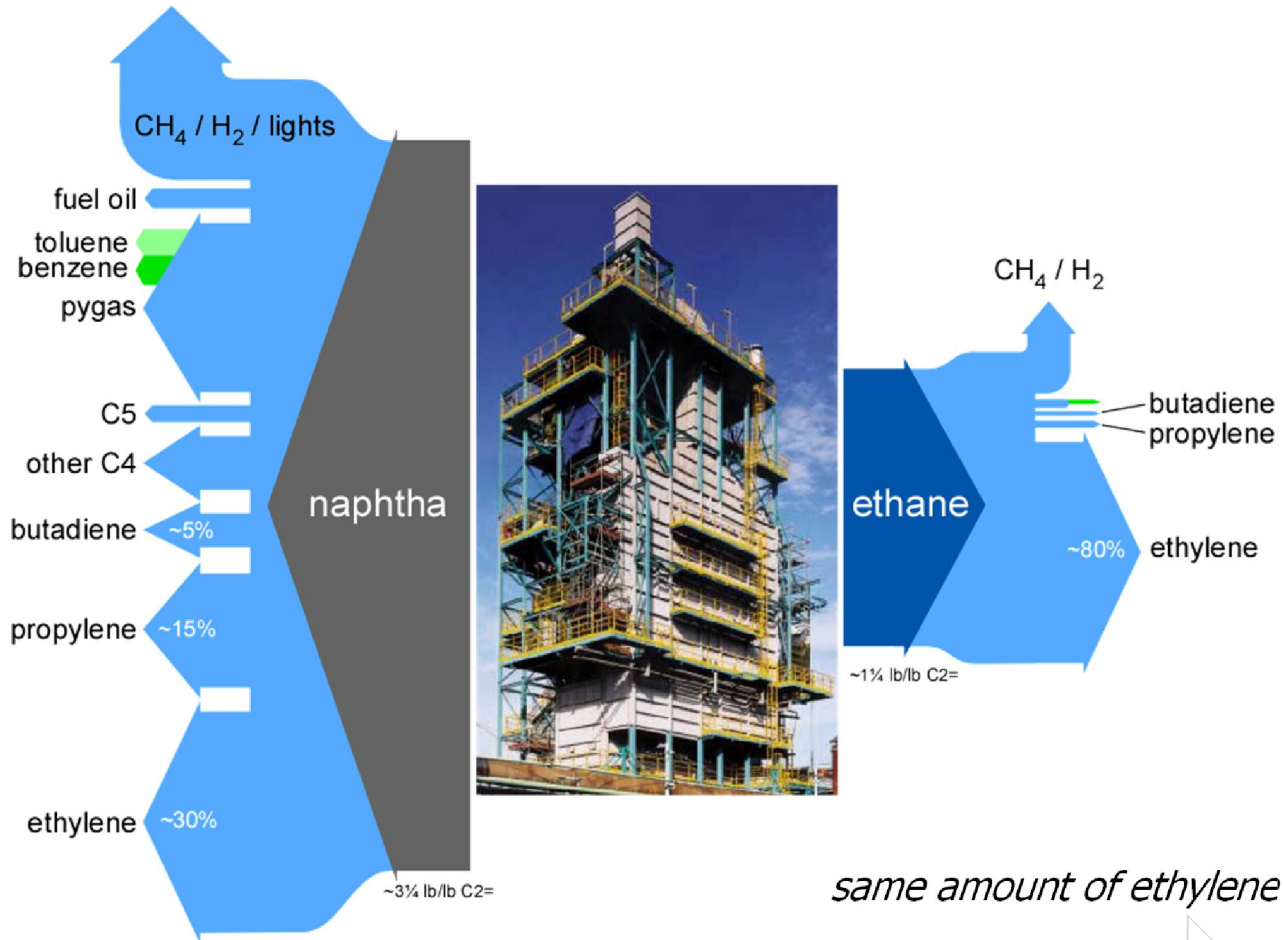 CH₄ / H₂ / lights
fuel oil
toluene
benzene
pygas
C5
other C4
butadiene
~5%
propylene
~15%
ethylene
~30%
naphtha
~3¼ lb/lb C2=
ethane
~1¼ lb/lb C2=
CH₄ / H₂
butadiene
propylene
~80%
ethylene
same amount of ethylene